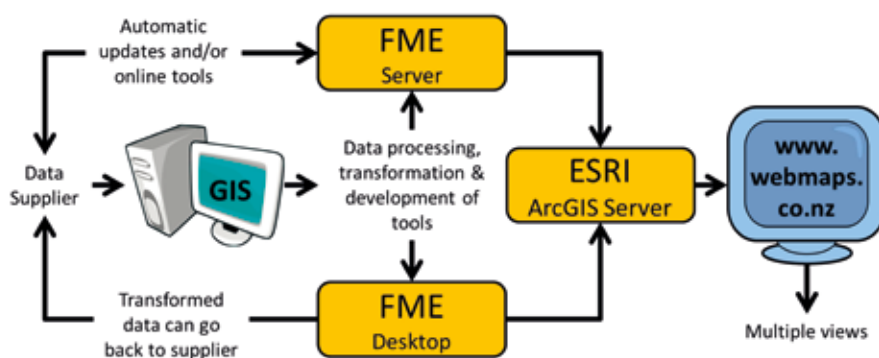 Automatic
updates and/or
online tools
FME
Server
Data
Supplier
GIS
Data processing,
transformation &
development of
tools
ESRI
ArcGIS Server
www.
webmaps.
co.nz
Transformed
data can go
back to supplier
FME
Desktop
Multiple views